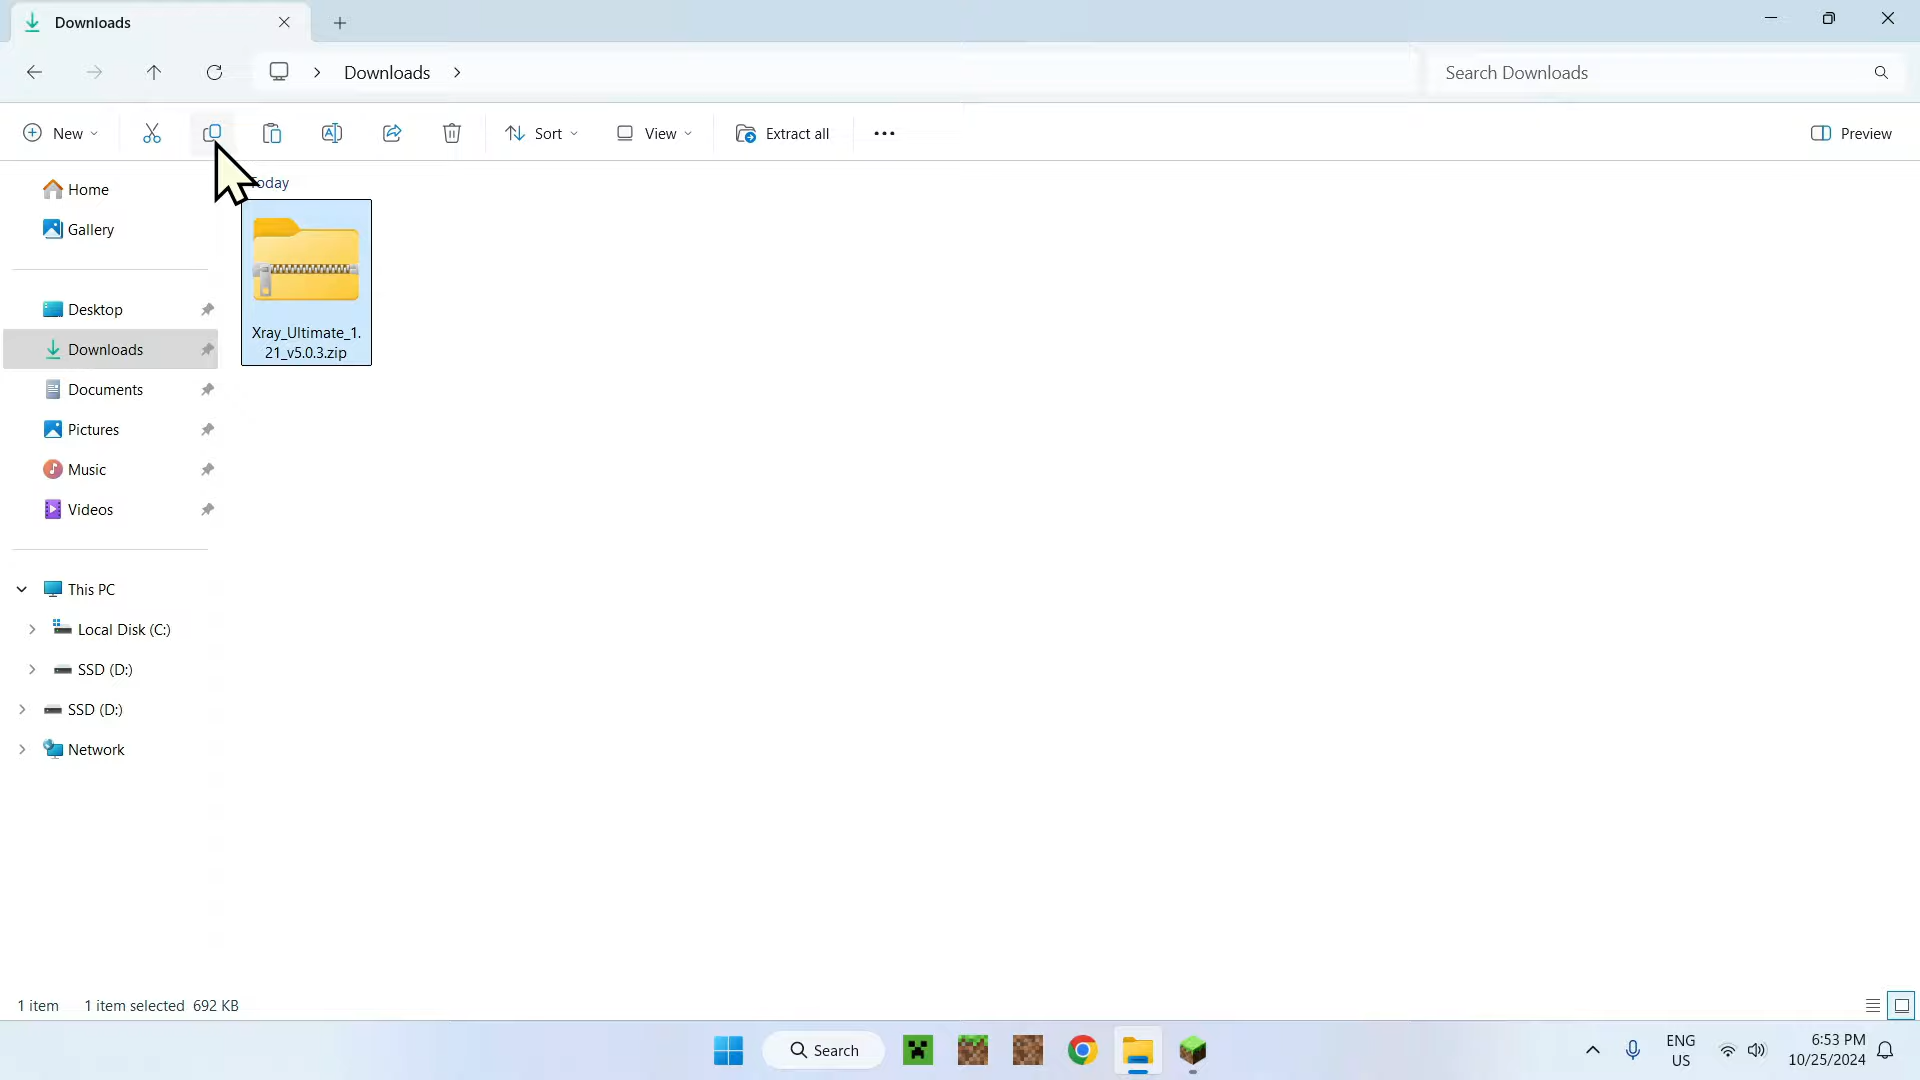 Downloads
Downloads
Search Downloads
New
Sort
View
Extract all
Preview
Home
Gallery
Desktop
Downloads
Documents
Pictures
Music
Videos
This PC
Local Disk (C:)
SSD (D:)
SSD (D:)
Network
Today
Xray_Ultimate_1.
21_v5.0.3.zip
1 item 1 item selected 692 KB
Search
ENG
US
6:53 PM
10/25/2024